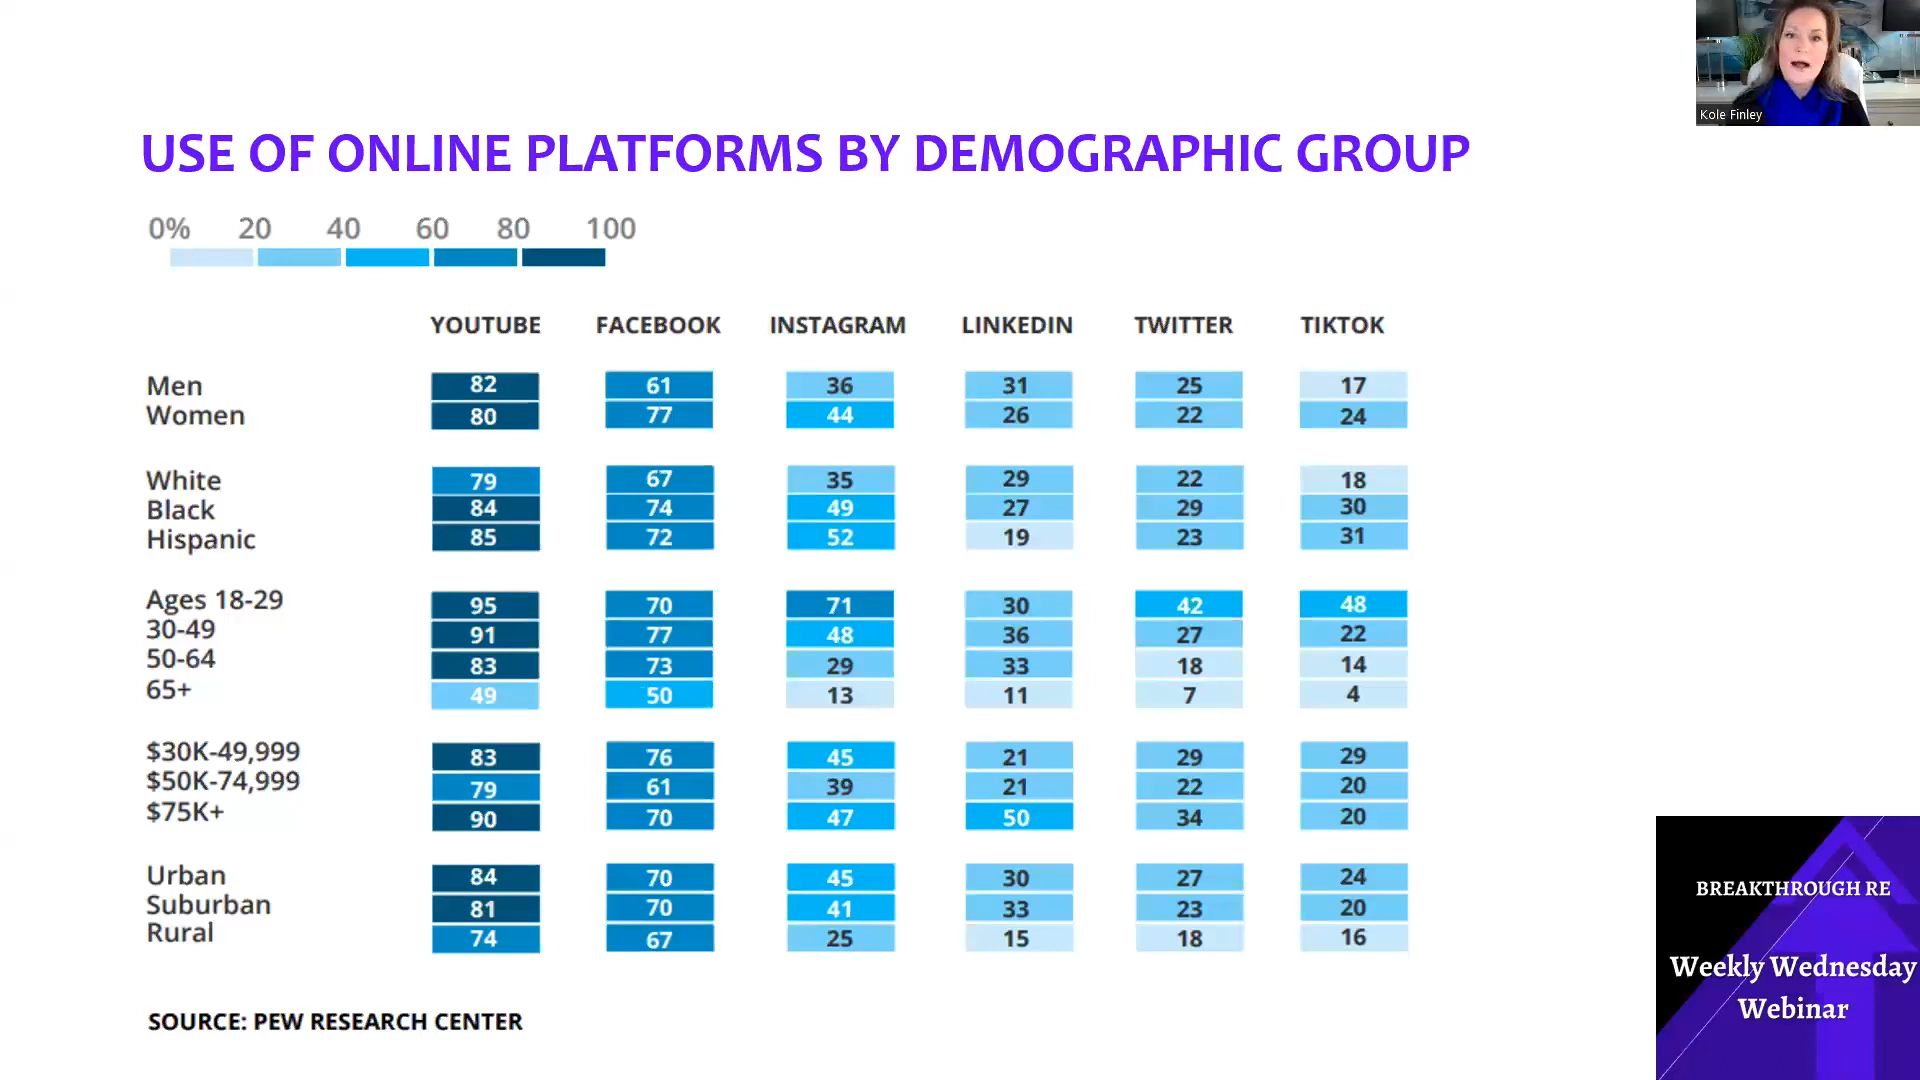 Kole Finley
USE OF ONLINE PLATFORMS BY DEMOGRAPHIC GROUP
0% 20 40 60 80 100
YOUTUBE FACEBOOK INSTAGRAM LINKEDIN TWITTER TIKTOK
Men 82 61 36 31 25 17
Women 80 77 44 26 22 24
White 79 67 35 29 22 18
Black 84 74 49 27 29 30
Hispanic 85 72 52 19 23 31
Ages 18-29 95 70 71 30 42 48
30-49 91 77 48 36 27 22
50-64 83 73 29 33 18 14
65+ 49 50 13 11 7 4
$30K-49,999 83 76 45 21 29 29
$50K-74,999 79 61 39 21 22 20
$75K+ 90 70 47 50 34 20
Urban 84 70 45 30 27 24
Suburban 81 70 41 33 23 20
Rural 74 67 25 15 18 16
SOURCE: PEW RESEARCH CENTER
BREAKTHROUGH RE
Weekly Wednesday
Webinar